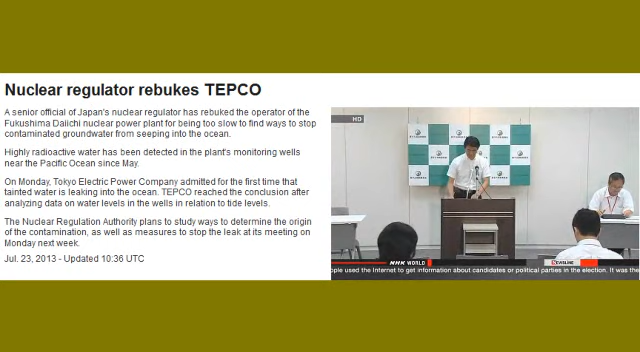 Nuclear regulator rebukes TEPCO
A senior official of Japan's nuclear regulator has rebuked the operator of the
Fukushima Daiichi nuclear power plant for being too slow to find ways to stop
contaminated groundwater from seeping into the ocean.
Highly radioactive water has been detected in the plant's monitoring wells
near the Pacific Ocean since May.
On Monday, Tokyo Electric Power Company admitted for the first time that
tainted water is leaking into the ocean. TEPCO reached the conclusion after
analyzing data on water levels in the wells in relation to tide levels.
The Nuclear Regulation Authority plans to study ways to determine the origin
of the contamination, as well as measures to stop the leak at its meeting on
Monday next week.
Jul. 23, 2013 - Updated 10:36 UTC
HD
NHK WORLD
NEWSLINE
ople used the Internet to get information about candidates or political parties in the election. It was the